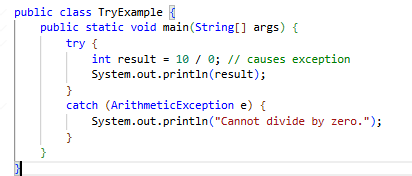 public class TryExample {
    public static void main(String[] args) {
        try {
            int result = 10 / 0; // causes exception
            System.out.println(result);
        }
        catch (ArithmeticException e) {
            System.out.println("Cannot divide by zero.");
        }
    }
}